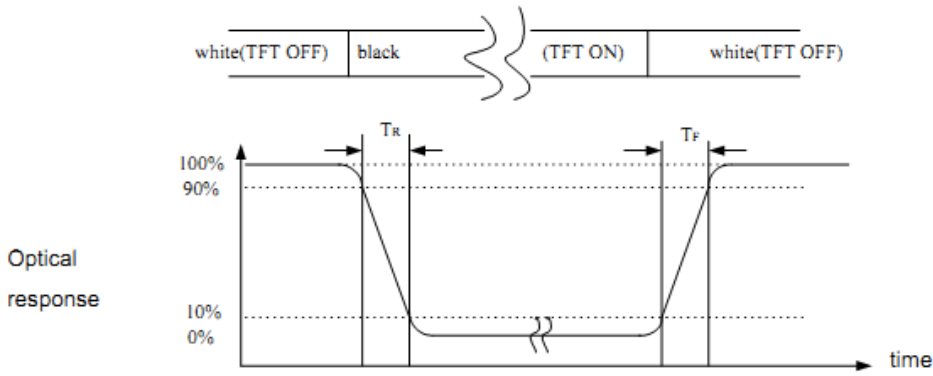 white(TFT OFF) black (TFT ON) white(TFT OFF)
TR TF
100%
90%
Optical
response
10%
0%
time